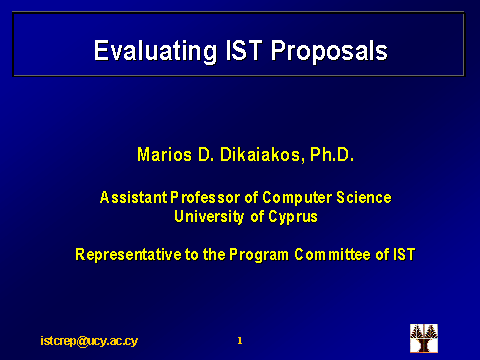 Evaluating IST Proposals
Marios D. Dikaiakos, Ph.D.
Assistant Professor of Computer Science
University of Cyprus
Representative to the Program Committee of IST
istcrep@ucy.ac.cy
1